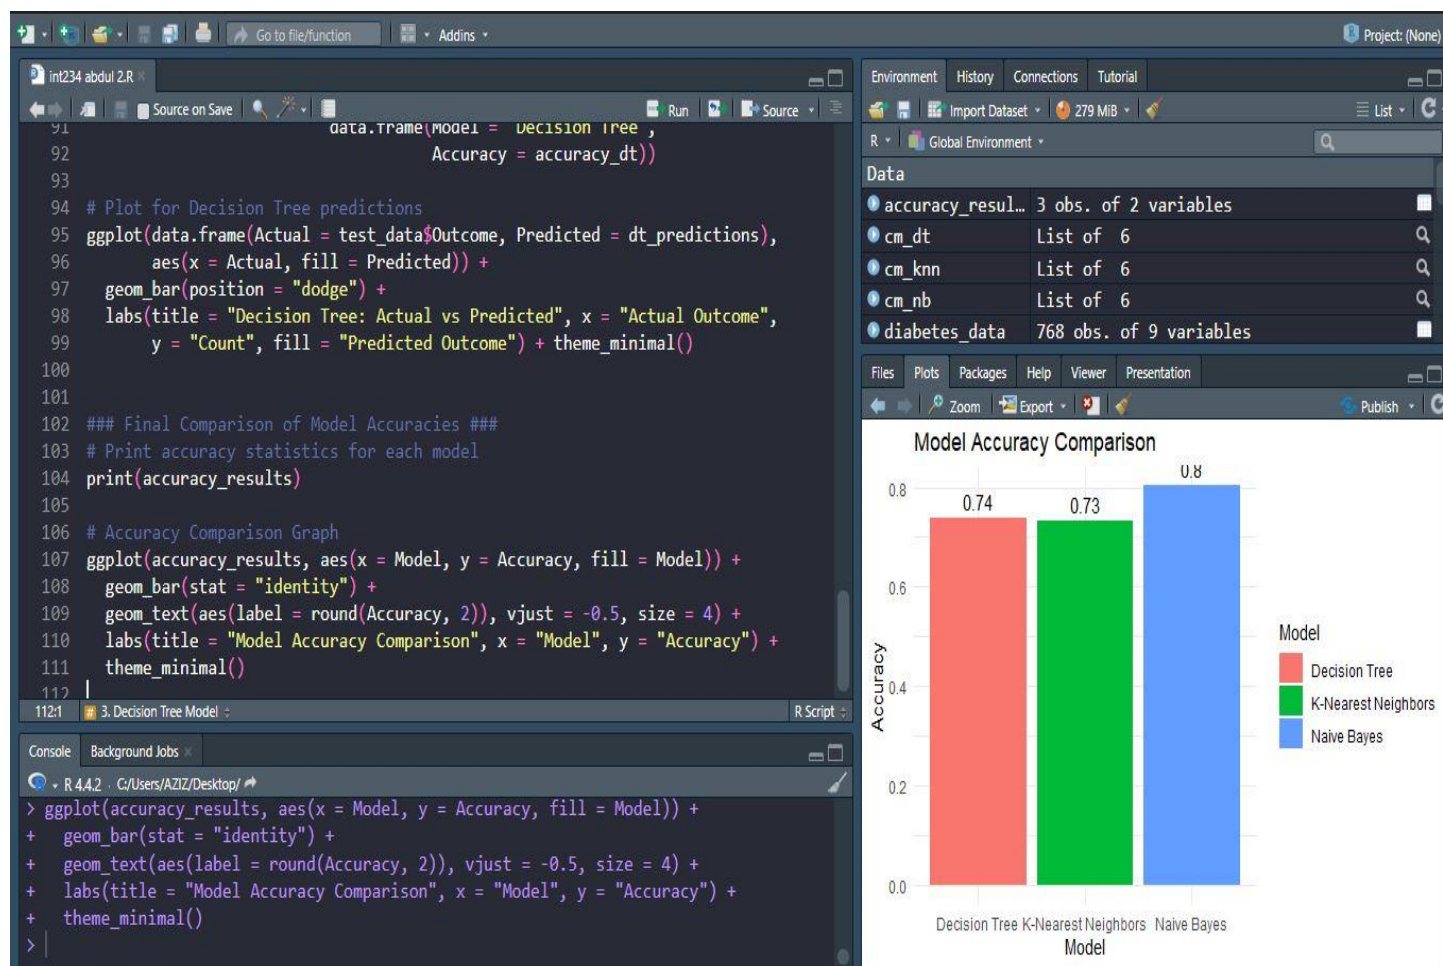 Go to file/function
Addins
Project: (None)
int234 abdul 2.R
Source on Save
Run
Source
91 data.frame(Model = "Decision Tree",
92 Accuracy = accuracy_dt))
93
94 # Plot for Decision Tree predictions
95 ggplot(data.frame(Actual = test_data$Outcome, Predicted = dt_predictions),
96 aes(x = Actual, fill = Predicted)) +
97 geom_bar(position = "dodge") +
98 labs(title = "Decision Tree: Actual vs Predicted", x = "Actual Outcome",
99 y = "Count", fill = "Predicted Outcome") + theme_minimal()
100
101
102 ### Final Comparison of Model Accuracies ###
103 # Print accuracy statistics for each model
104 print(accuracy_results)
105
106 # Accuracy Comparison Graph
107 ggplot(accuracy_results, aes(x = Model, y = Accuracy, fill = Model)) +
108 geom_bar(stat = "identity") +
109 geom_text(aes(label = round(Accuracy, 2)), vjust = -0.5, size = 4) +
110 labs(title = "Model Accuracy Comparison", x = "Model", y = "Accuracy") +
111 theme_minimal()
112
112:1 # 3. Decision Tree Model R Script
Console Background Jobs
R 4.4.2 · C:/Users/AZIZ/Desktop/
> ggplot(accuracy_results, aes(x = Model, y = Accuracy, fill = Model)) +
+ geom_bar(stat = "identity") +
+ geom_text(aes(label = round(Accuracy, 2)), vjust = -0.5, size = 4) +
+ labs(title = "Model Accuracy Comparison", x = "Model", y = "Accuracy") +
+ theme_minimal()
>
Environment History Connections Tutorial
Import Dataset 279 MiB List
R Global Environment
Data
accuracy_resul… 3 obs. of 2 variables
cm_dt List of 6
cm_knn List of 6
cm_nb List of 6
diabetes_data 768 obs. of 9 variables
Files Plots Packages Help Viewer Presentation
Zoom Export Publish
Model Accuracy Comparison
0.8
0.74
0.73
0.8
0.6
0.4
0.2
0.0
Accuracy
Decision Tree K-Nearest Neighbors Naive Bayes
Model
Model
Decision Tree
K-Nearest Neighbors
Naive Bayes